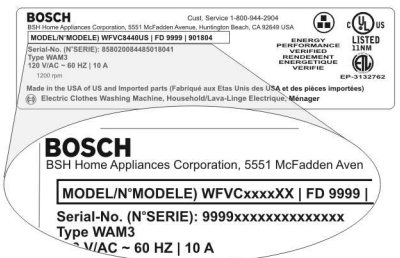 BOSCH
Cust. Service 1-800-944-2904
BSH Home Appliances Corporation, 5551 McFadden Avenue, Huntington Beach, CA 92649 USA
MODEL/N°MODELE) WFVC8440US | FD 9999 | 901804
Serial-No. (N°SERIE): 858020084485018041
Type WAM3
120 V/AC ~ 60 HZ | 10 A
1200 rpm
Made in the USA of US and Imported parts (Fabriqué aux Etats Unis des USA et des pièces importées)
Electric Clothes Washing Machine, Household/Lava-Linge Electrique, Ménager
ENERGY
PERFORMANCE
VERIFIED
RENDEMENT
ENERGETIQUE
VERIFIE
C UL US
LISTED
11NM
EP-3132762
BOSCH
BSH Home Appliances Corporation, 5551 McFadden Aven
MODEL/N°MODELE) WFVCxxxxXX | FD 9999 |
Serial-No. (N°SERIE): 9999xxxxxxxxxxxxxx
Type WAM3
V/AC ~ 60 HZ | 10 A